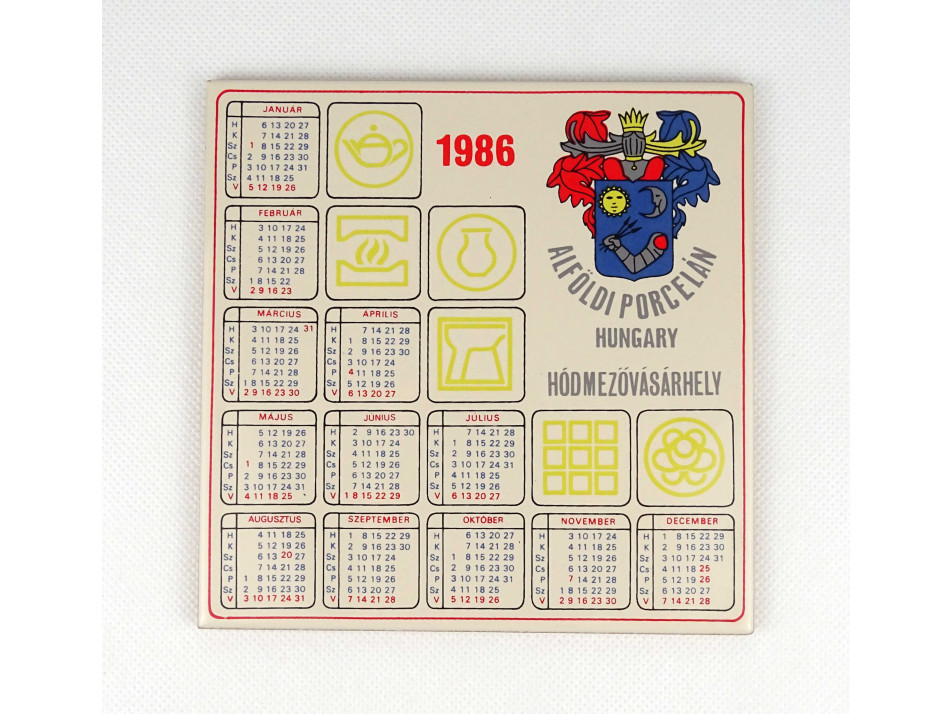 1986
ALFÖLDI PORCELÁN
HUNGARY
HÓDMEZŐVÁSÁRHELY
JANUÁR
H 6 13 20 27
K 7 14 21 28
Sz 1 8 15 22 29
Cs 2 9 16 23 30
P 3 10 17 24 31
Sz 4 11 18 25
V 5 12 19 26
FEBRUÁR
H 3 10 17 24
K 4 11 18 25
Sz 5 12 19 26
Cs 6 13 20 27
P 7 14 21 28
Sz 1 8 15 22
V 2 9 16 23
MÁRCIUS
H 3 10 17 24 31
K 4 11 18 25
Sz 5 12 19 26
Cs 6 13 20 27
P 7 14 21 28
Sz 1 8 15 22 29
V 2 9 16 23 30
ÁPRILIS
H 7 14 21 28
K 1 8 15 22 29
Sz 2 9 16 23 30
Cs 3 10 17 24
P 4 11 18 25
Sz 5 12 19 26
V 6 13 20 27
MÁJUS
H 5 12 19 26
K 6 13 20 27
Sz 7 14 21 28
Cs 1 8 15 22 29
P 2 9 16 23 30
Sz 3 10 17 24 31
V 4 11 18 25
JÚNIUS
H 2 9 16 23 30
K 3 10 17 24
Sz 4 11 18 25
Cs 5 12 19 26
P 6 13 20 27
Sz 7 14 21 28
V 1 8 15 22 29
JÚLIUS
H 7 14 21 28
K 1 8 15 22 29
Sz 2 9 16 23 30
Cs 3 10 17 24 31
P 4 11 18 25
Sz 5 12 19 26
V 6 13 20 27
AUGUSZTUS
H 4 11 18 25
K 5 12 19 26
Sz 6 13 20 27
Cs 7 14 21 28
P 1 8 15 22 29
Sz 2 9 16 23 30
V 3 10 17 24 31
SZEPTEMBER
H 1 8 15 22 29
K 2 9 16 23 30
Sz 3 10 17 24
Cs 4 11 18 25
P 5 12 19 26
Sz 6 13 20 27
V 7 14 21 28
OKTÓBER
H 6 13 20 27
K 7 14 21 28
Sz 1 8 15 22 29
Cs 2 9 16 23 30
P 3 10 17 24 31
Sz 4 11 18 25
V 5 12 19 26
NOVEMBER
H 3 10 17 24
K 4 11 18 25
Sz 5 12 19 26
Cs 6 13 20 27
P 7 14 21 28
Sz 1 8 15 22 29
V 2 9 16 23 30
DECEMBER
H 1 8 15 22 29
K 2 9 16 23 30
Sz 3 10 17 24 31
Cs 4 11 18 25
P 5 12 19 26
Sz 6 13 20 27
V 7 14 21 28